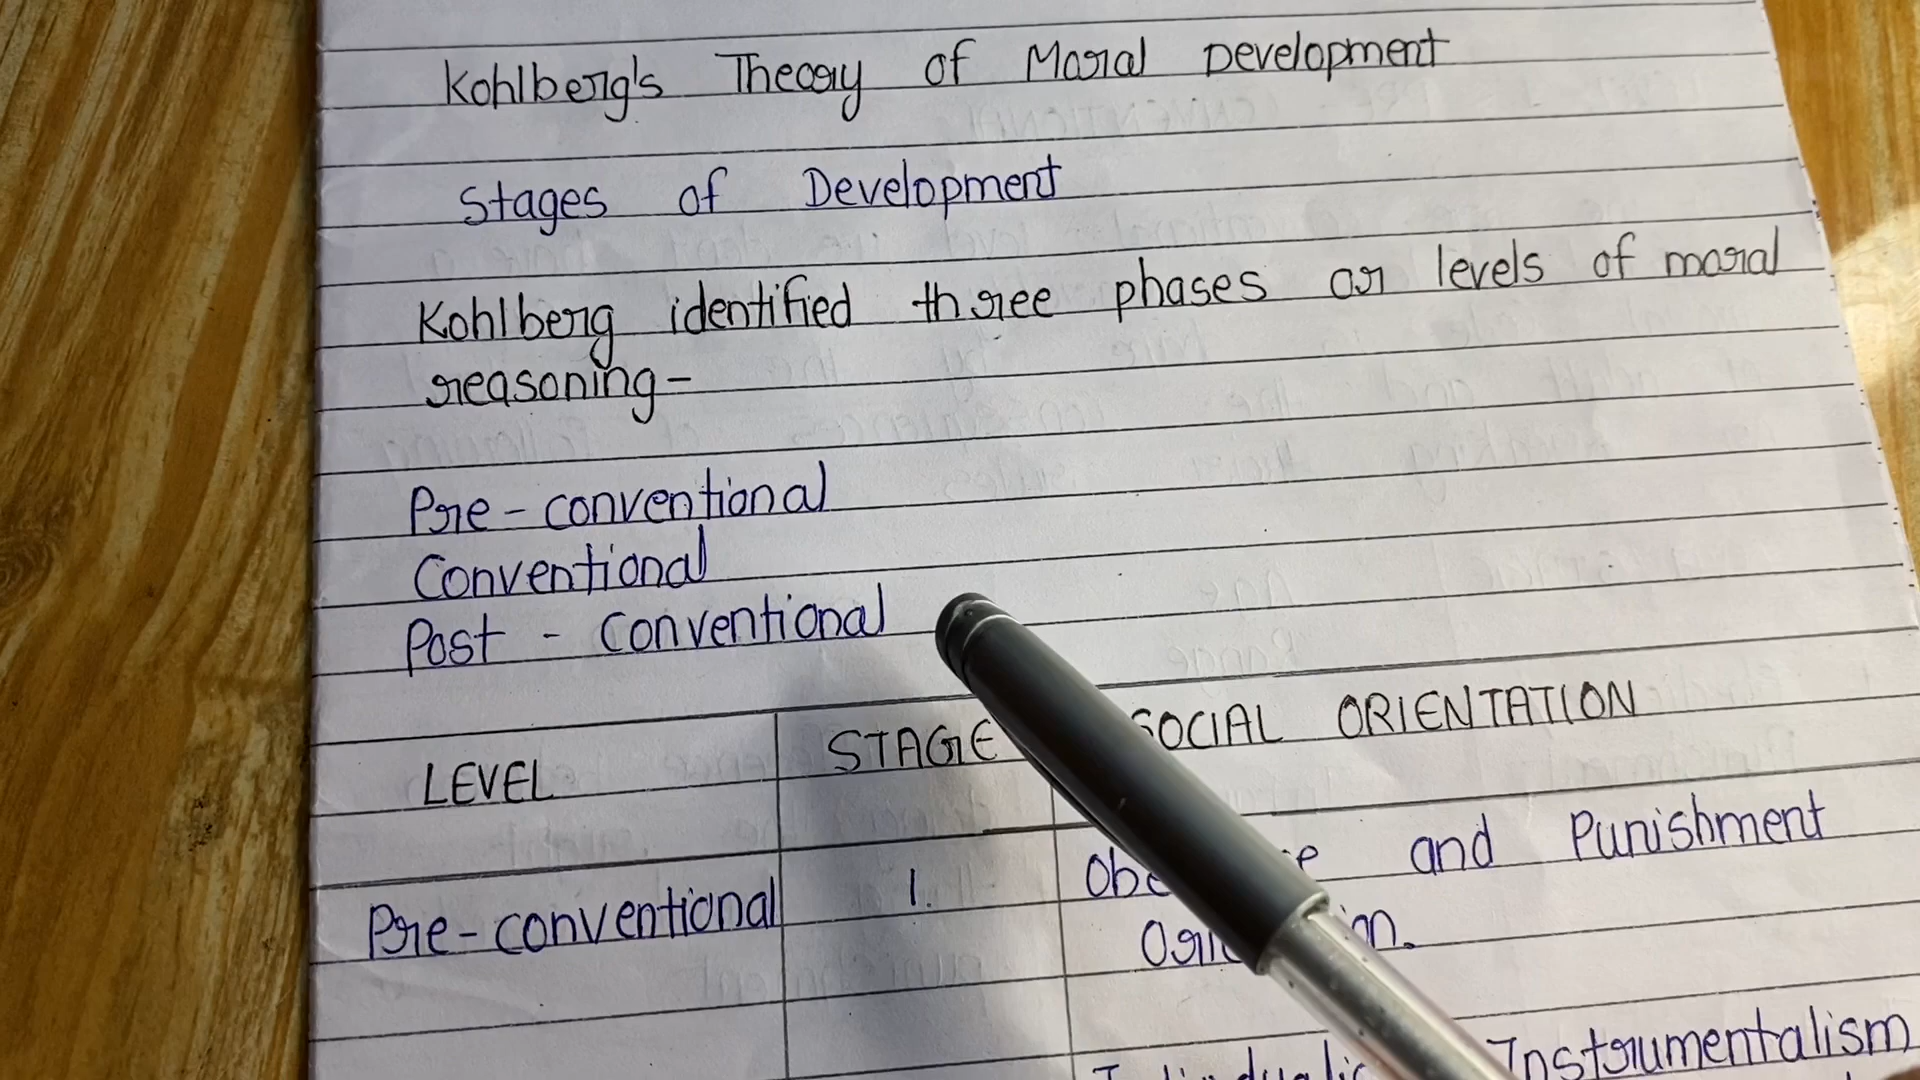 Kohlberg's Theory of Moral Development
Stages of Development
Kohlberg identified three phases or levels of moral
reasoning-
Pre - conventional
Conventional
Post - Conventional
LEVEL STAGE SOCIAL ORIENTATION
Pre-conventional 1. and Punishment
Instrumentalism